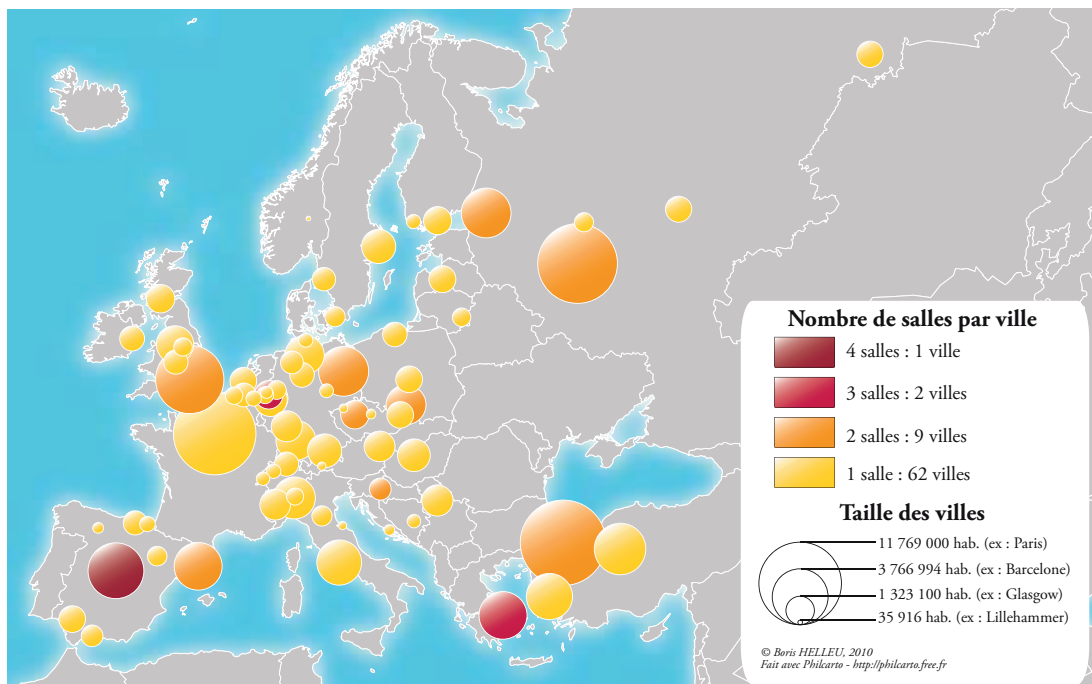 Nombre de salles par ville
4 salles : 1 ville
3 salles : 2 villes
2 salles : 9 villes
1 salle : 62 villes
Taille des villes
11 769 000 hab. (ex : Paris)
3 766 994 hab. (ex : Barcelone)
1 323 100 hab. (ex : Glasgow)
35 916 hab. (ex : Lillehammer)
© Boris HELLEU, 2010
Fait avec Philcarto - http://philcarto.free.fr